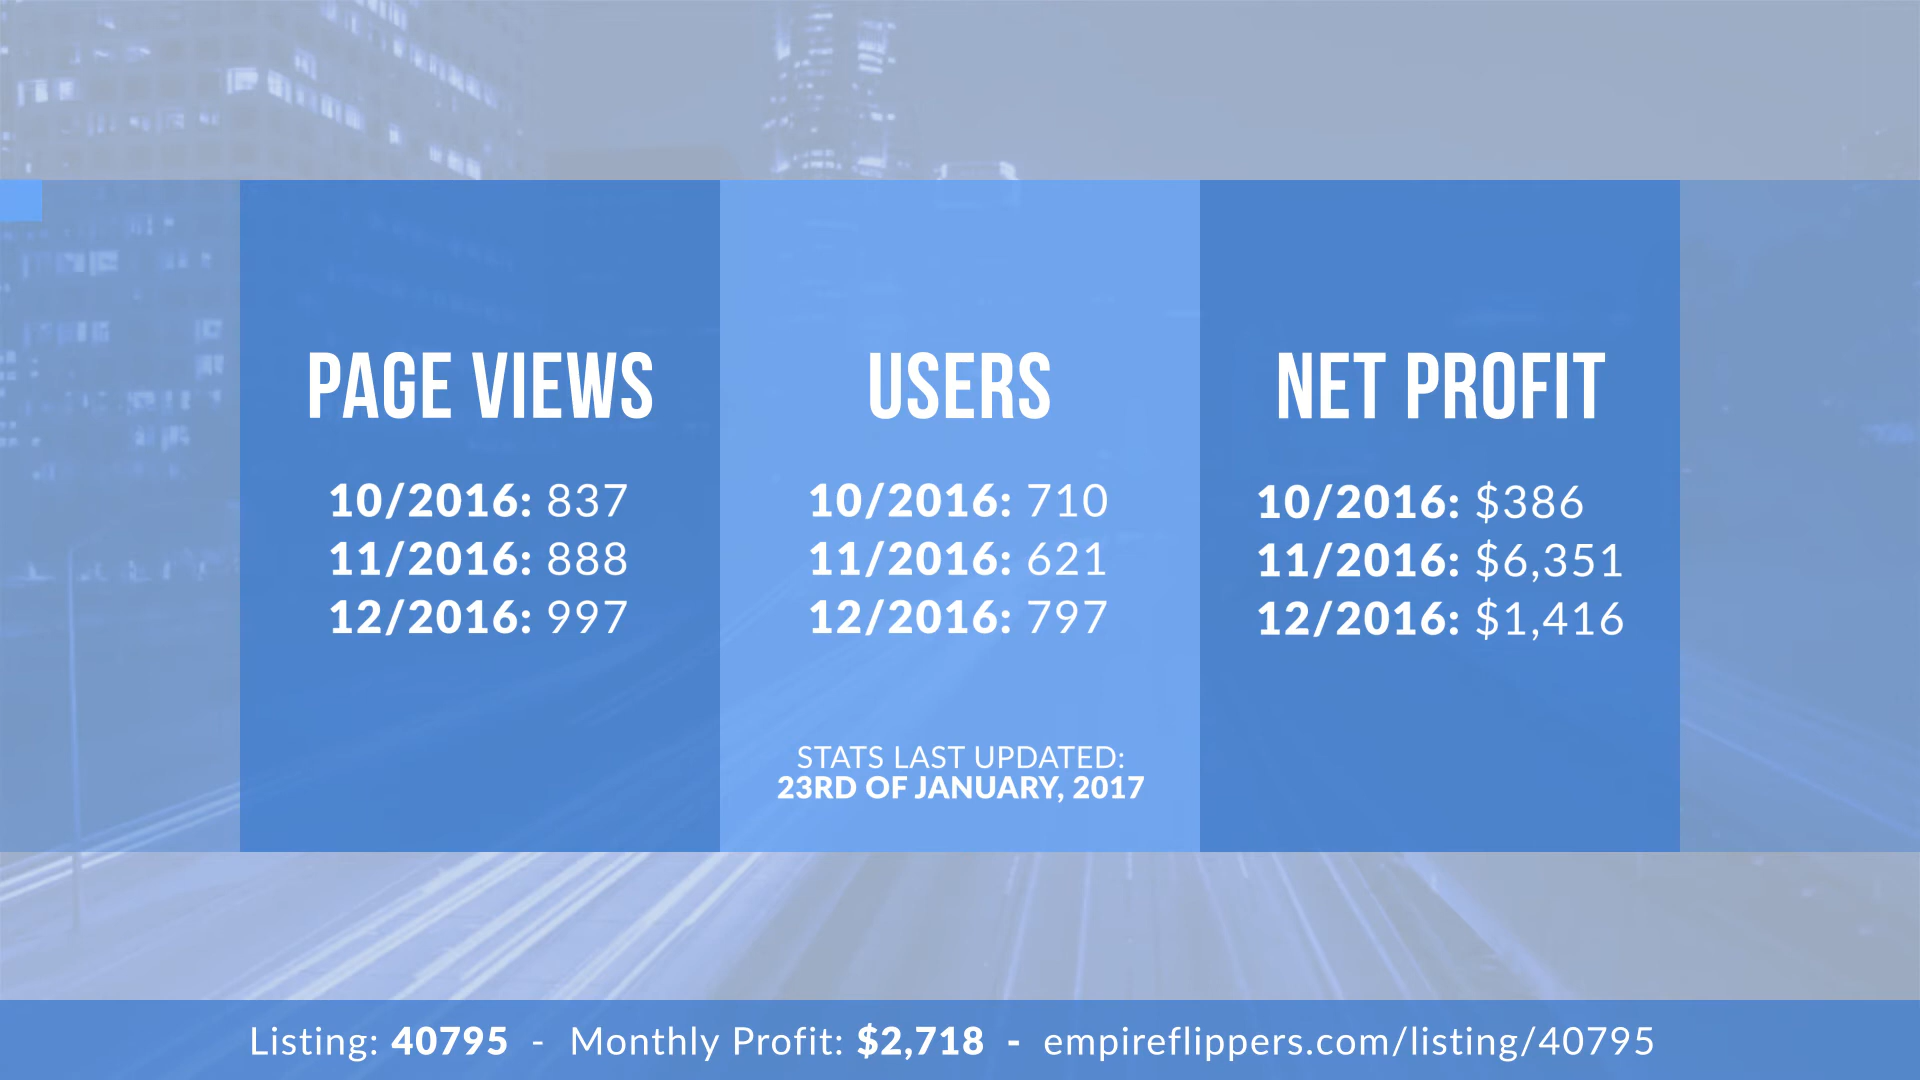 PAGE VIEWS
10/2016: 837
11/2016: 888
12/2016: 997
USERS
10/2016: 710
11/2016: 621
12/2016: 797
STATS LAST UPDATED:
23RD OF JANUARY, 2017
NET PROFIT
10/2016: $386
11/2016: $6,351
12/2016: $1,416
Listing: 40795 - Monthly Profit: $2,718 - empireflippers.com/listing/40795